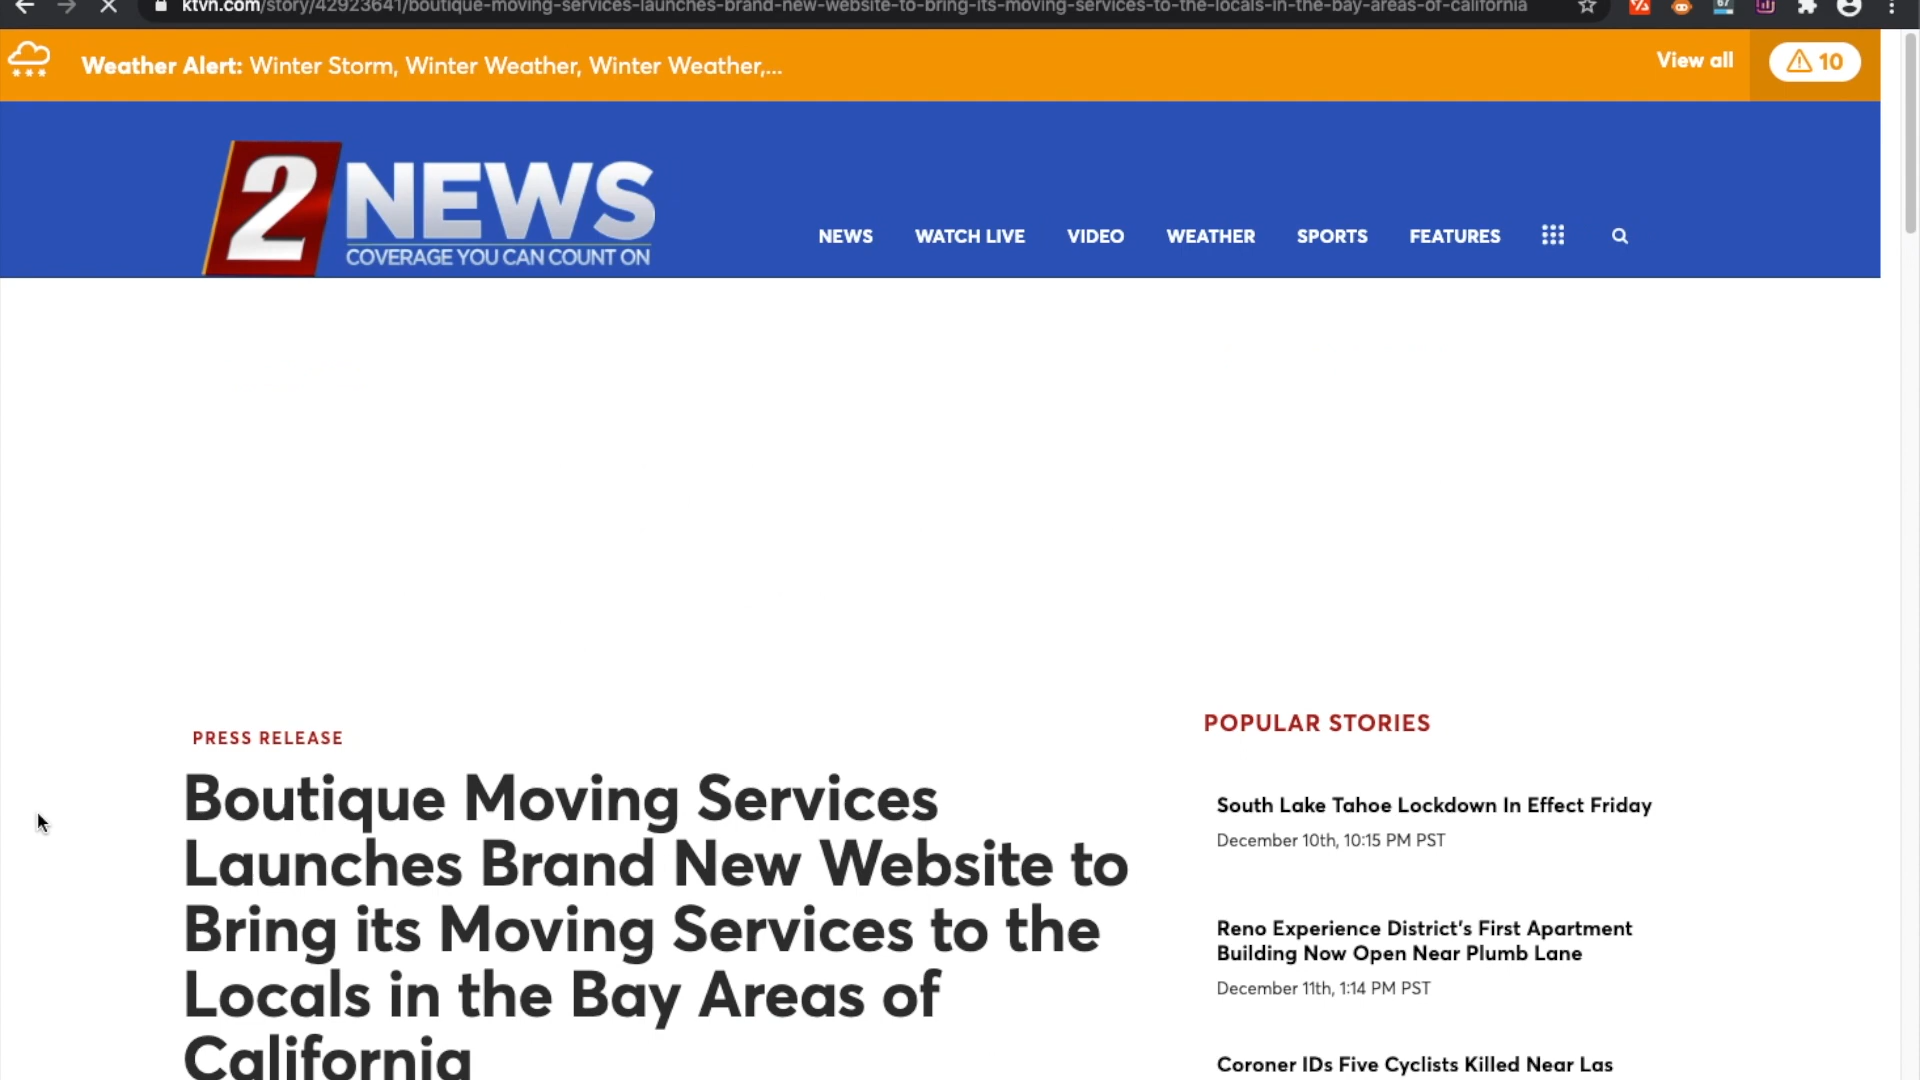 ktvn.com/story/42923641/boutique-moving-services-launches-brand-new-website-to-bring-its-moving-services-to-the-locals-in-the-bay-areas-of-california
67
Weather Alert: Winter Storm, Winter Weather, Winter Weather,...
View all
10
2 NEWS
COVERAGE YOU CAN COUNT ON
NEWS WATCH LIVE VIDEO WEATHER SPORTS FEATURES
PRESS RELEASE
Boutique Moving Services
Launches Brand New Website to
Bring its Moving Services to the
Locals in the Bay Areas of
California
POPULAR STORIES
South Lake Tahoe Lockdown In Effect Friday
December 10th, 10:15 PM PST
Reno Experience District's First Apartment
Building Now Open Near Plumb Lane
December 11th, 1:14 PM PST
Coroner IDs Five Cyclists Killed Near Las